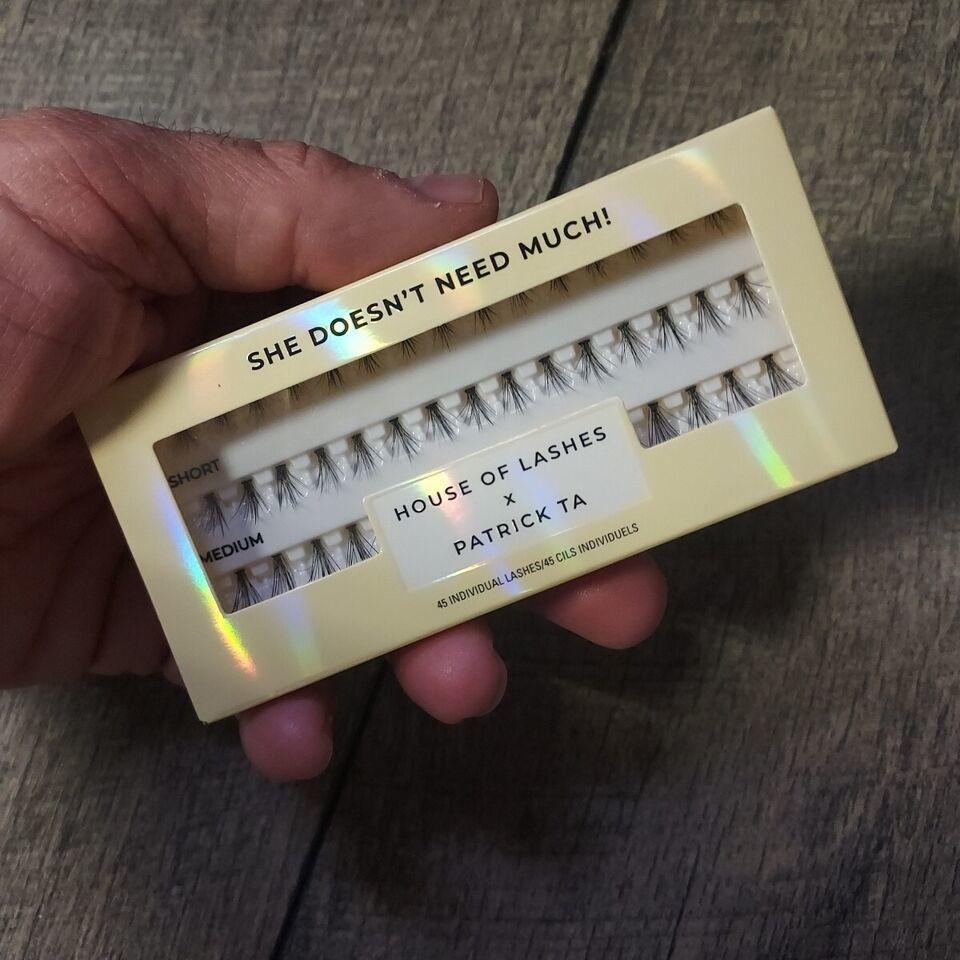 SHE DOESN'T NEED MUCH!
SHORT
MEDIUM
HOUSE OF LASHES
x
PATRICK TA
45 INDIVIDUAL LASHES/45 CILS INDIVIDUELS